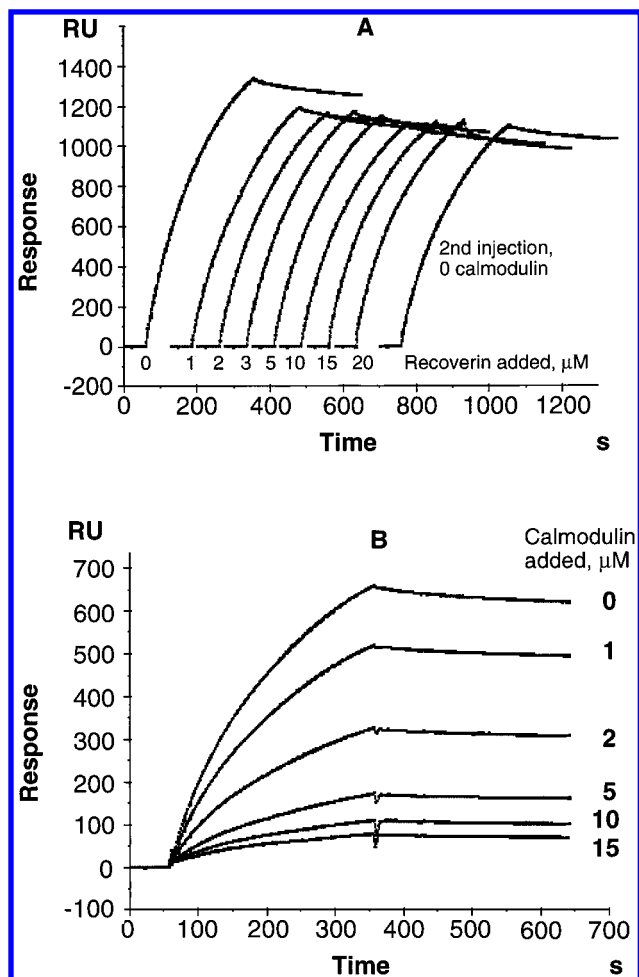 RU
A
1400
1200
1000
800
600
400
200
0
-200
Response
2nd injection,
0 calmodulin
0 1 2 3 5 10 15 20 Recoverin added, μM
0 200 400 600 800 1000 1200
Time s
RU
B
Calmodulin
added, μM
700
600
500
400
300
200
100
0
-100
Response
0
1
2
5
10
15
0 100 200 300 400 500 600 700
Time s